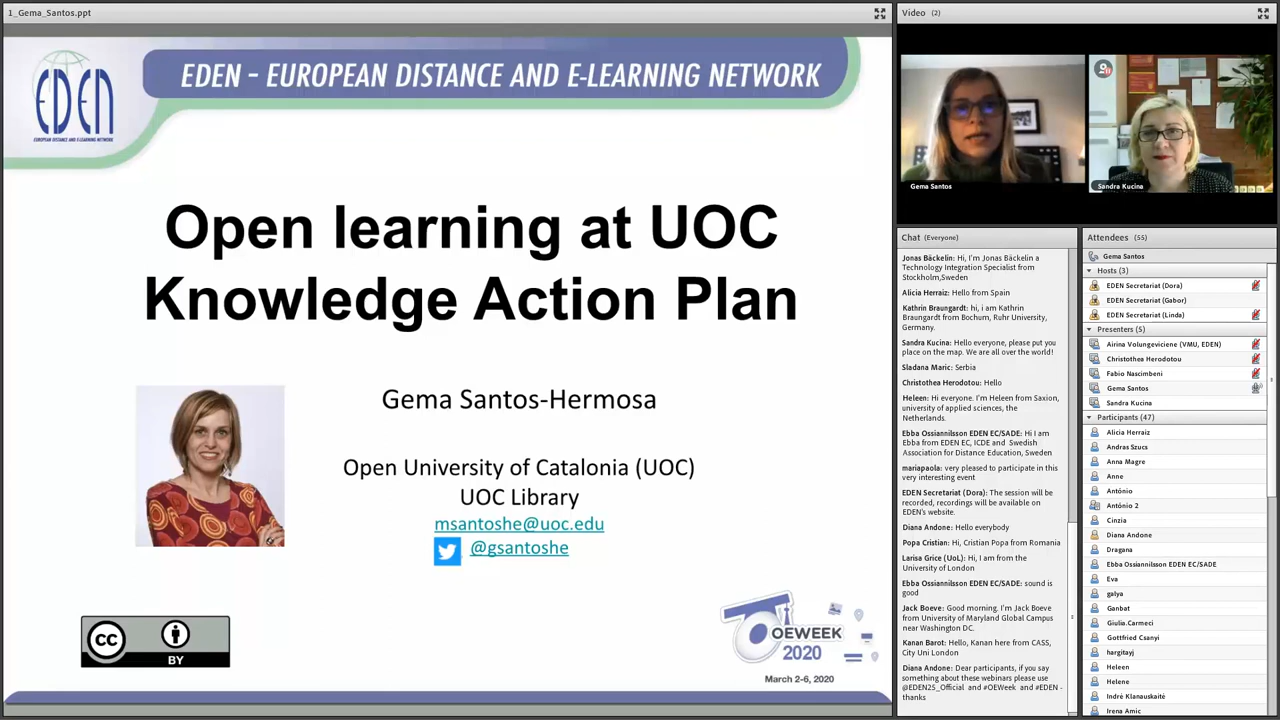 1_Gema_Santos.ppt
EDEN
EUROPEAN DISTANCE AND E-LEARNING NETWORK
EDEN - EUROPEAN DISTANCE AND E-LEARNING NETWORK
Open learning at UOC
Knowledge Action Plan
Gema Santos-Hermosa
Open University of Catalonia (UOC)
UOC Library
msantoshe@uoc.edu
@gsantoshe
cc
BY
OEWEEK
2020
March 2-6, 2020
Video (2)
Gema Santos
Sandra Kucina
Chat (Everyone)
Jonas Bäckelin: Hi, I'm Jonas Bäckelin a
Technology Integration Specialist from
Stockholm,Sweden
Alicia Herraiz: Hello from Spain
Kathrin Braungardt: hi, i am Kathrin
Braungardt from Bochum, Ruhr University,
Germany.
Sandra Kucina: Hello everyone, please put you
place on the map. We are all over the world!
Sladana Maric: Serbia
Christothea Herodotou: Hello
Heleen: Hi everyone. I'm Heleen from Saxion,
university of applied sciences, the
Netherlands.
Ebba Ossiannilsson EDEN EC/SADE: Hi I am
Ebba from EDEN EC, ICDE and Swedish
Association for Distance Education, Sweden
mariapaola: very pleased to participate in this
very interesting event
EDEN Secretariat (Dora): The session will be
recorded, recordings will be available on
EDEN's website.
Diana Andone: Hello everybody
Popa Cristian: Hi, Cristian Popa from Romania
Larisa Grice (UoL): Hi, I am from the
University of London
Ebba Ossiannilsson EDEN EC/SADE: sound is
good
Jack Boeve: Good morning. I'm Jack Boeve
from University of Maryland Global Campus
near Washington DC.
Kanan Barot: Hello, Kanan here from CASS,
City Uni London
Diana Andone: Dear participants, if you say
something about these webinars please use
@EDEN25_Official and #OEWeek and #EDEN -
thanks
Attendees (55)
Gema Santos
Hosts (3)
EDEN Secretariat (Dora)
EDEN Secretariat (Gabor)
EDEN Secretariat (Linda)
Presenters (5)
Airina Volungeviciene (VMU, EDEN)
Christothea Herodotou
Fabio Nascimbeni
Gema Santos
Sandra Kucina
Participants (47)
Alicia Herraiz
Andras Szucs
Anna Magre
Anne
António
António 2
Cinzia
Diana Andone
Dragana
Ebba Ossiannilsson EDEN EC/SADE
Eva
galya
Ganbat
Giulia.Carmeci
Gottfried Csanyi
hargitayj
Heleen
Helene
Indrė Klanauskaitė
Irena Amic